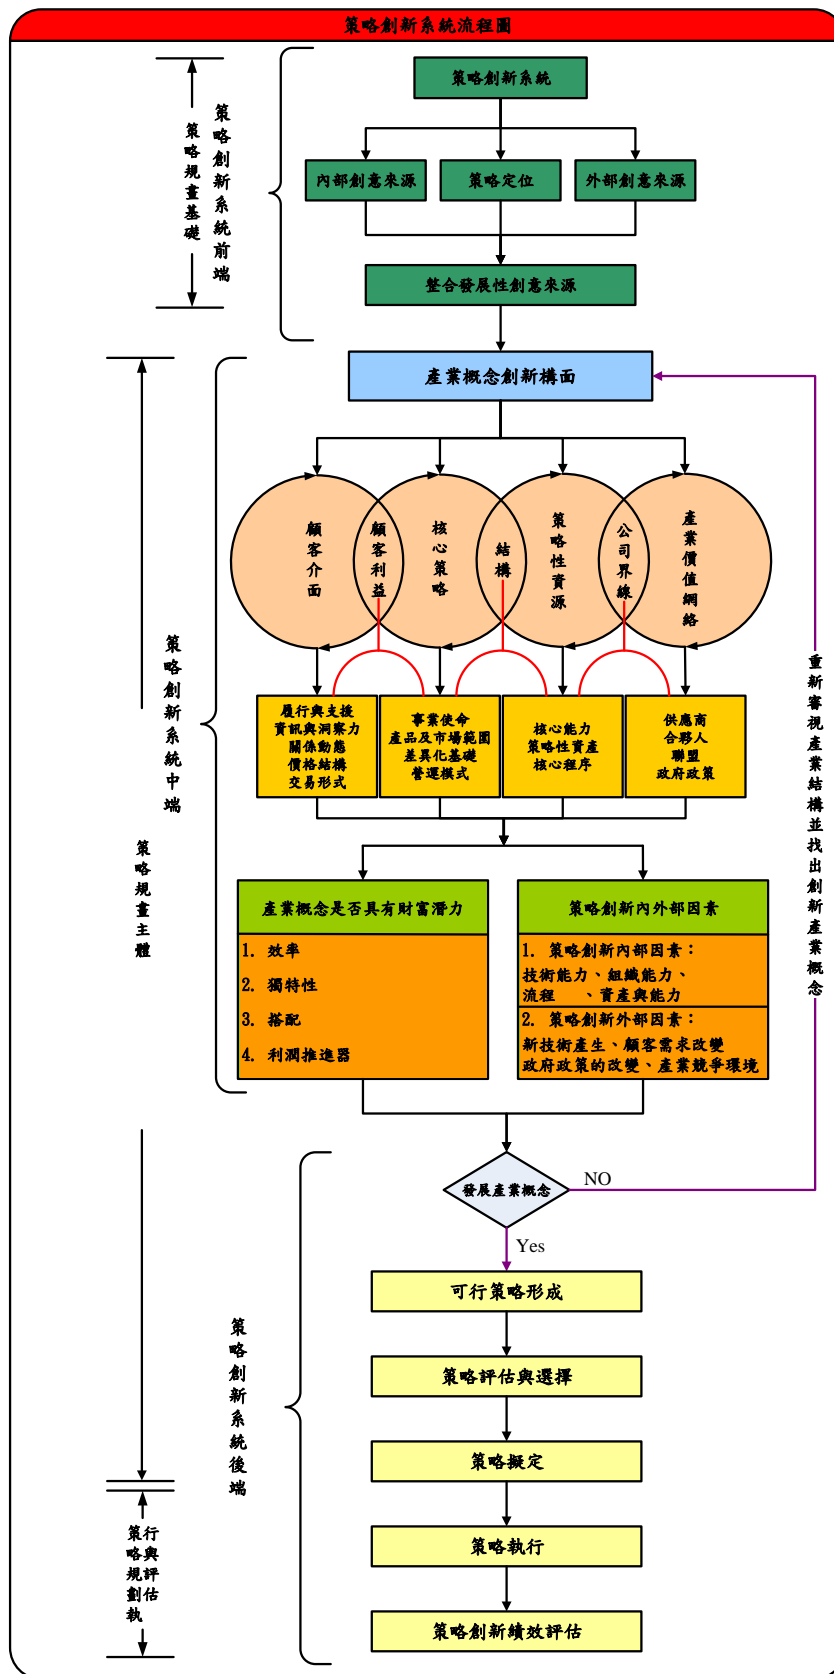 策略創新系統流程圖
策略創新系統前端
策略規畫基礎
策略創新系統
內部創意來源
策略定位
外部創意來源
整合發展性創意來源
產業概念創新構面
顧客介面
顧客利益
核心策略
結構
策略性資源
公司界線
產業價值網絡
履行與支援
資訊與洞察力
關係動態
價格結構
交易形式
事業使命
產品及市場範圍
差異化基礎
營運模式
核心能力
策略性資產
核心程序
供應商
合夥人
聯盟
政府政策
策略創新系統中端
策略規畫主體
重新審視產業結構並找出創新產業概念
產業概念是否具有財富潛力
1. 效率
2. 獨特性
3. 搭配
4. 利潤推進器
策略創新內外部因素
1. 策略創新內部因素：
技術能力、組織能力、
流程 、資產與能力
2. 策略創新外部因素：
新技術產生、顧客需求改變
政府政策的改變、產業競爭環境
發展產業概念
NO
Yes
可行策略形成
策略評估與選擇
策略擬定
策略執行
策略創新績效評估
策略創新系統後端
策略規劃執
行與評估